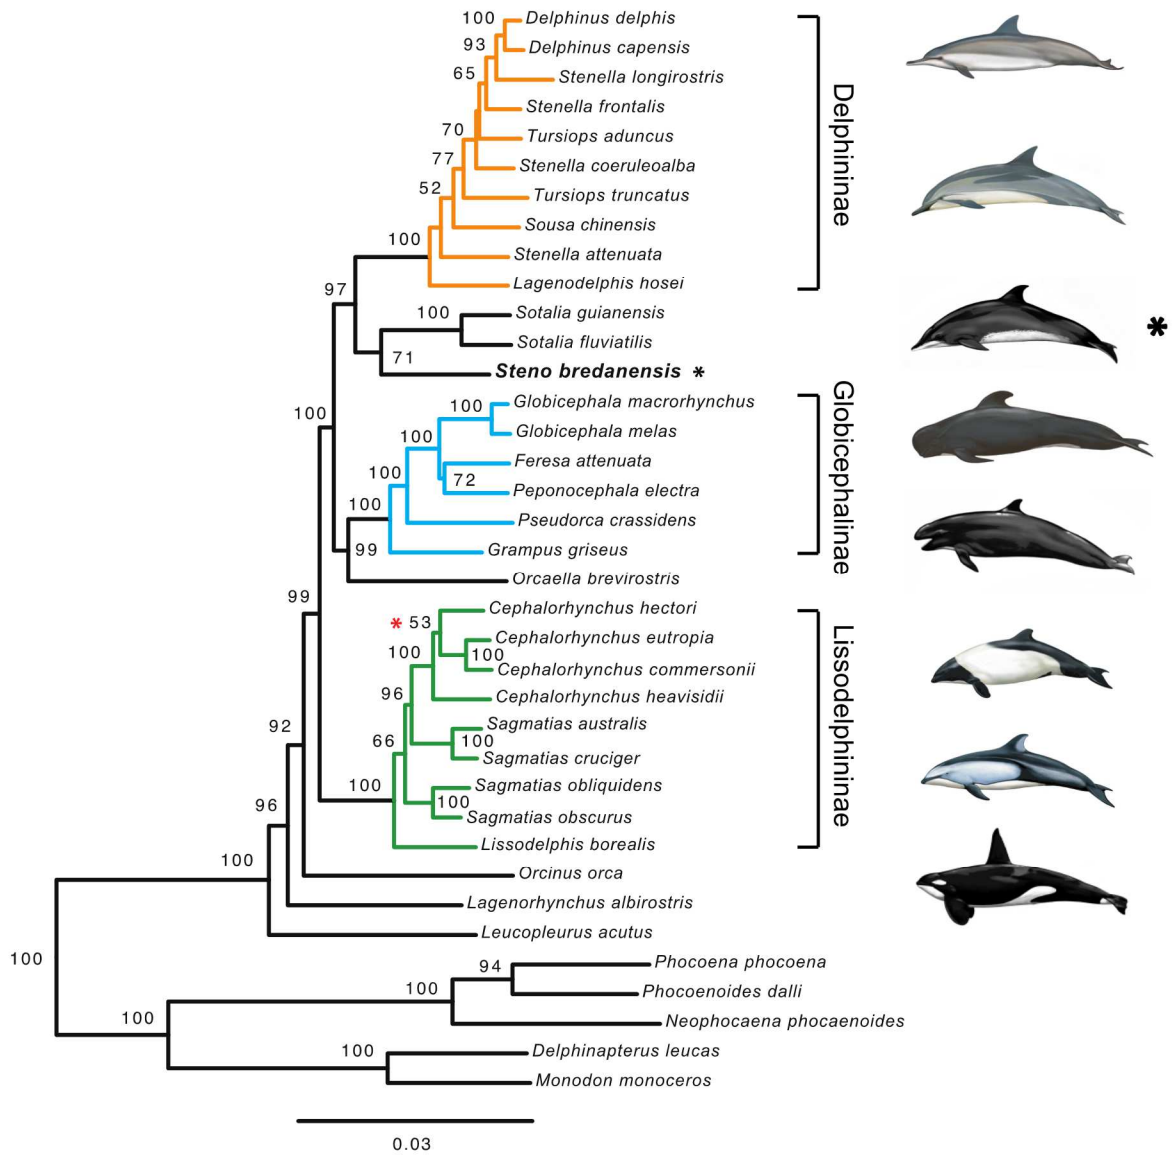 100 Delphinus delphis
93 Delphinus capensis
65 Stenella longirostris
Stenella frontalis
70 Tursiops aduncus
77 Stenella coeruleoalba
52 Tursiops truncatus
Sousa chinensis
100 Stenella attenuata
Lagenodelphis hosei
Delphininae
97
100 Sotalia guianensis
Sotalia fluviatilis
71
Steno bredanensis *
*
100
100 Globicephala macrorhynchus
100 Globicephala melas
Feresa attenuata
100 72 Peponocephala electra
100 Pseudorca crassidens
99 Grampus griseus
Orcaella brevirostris
Globicephalinae
99
* 53 Cephalorhynchus hectori
Cephalorhynchus eutropia
100 100 Cephalorhynchus commersonii
96 Cephalorhynchus heavisidii
Sagmatias australis
66 100 Sagmatias cruciger
100 Sagmatias obliquidens
100 Sagmatias obscurus
Lissodelphis borealis
Lissodelphininae
92
96
Orcinus orca
100 Lagenorhynchus albirostris
Leucopleurus acutus
100
94 Phocoena phocoena
100 Phocoenoides dalli
100 Neophocaena phocaenoides
100 Delphinapterus leucas
Monodon monoceros
0.03